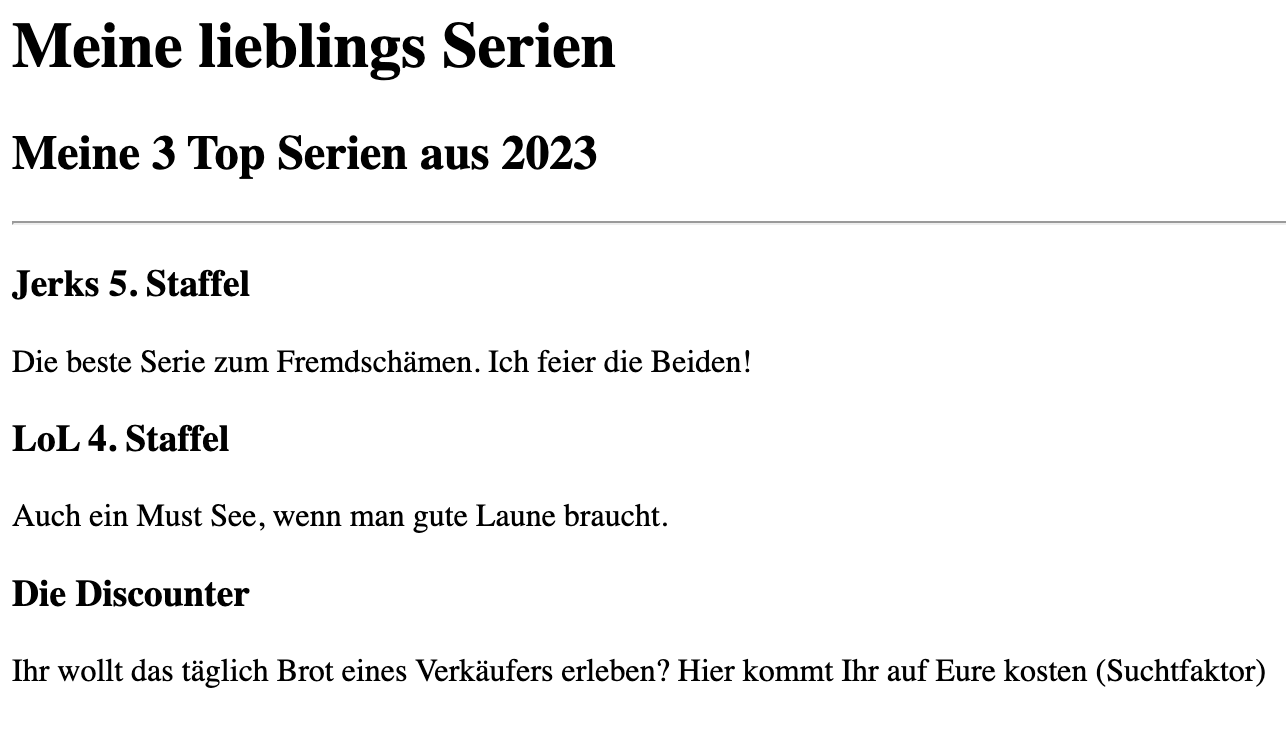 Meine lieblings Serien
Meine 3 Top Serien aus 2023
Jerks 5. Staffel
Die beste Serie zum Fremdschämen. Ich feier die Beiden!
LoL 4. Staffel
Auch ein Must See, wenn man gute Laune braucht.
Die Discounter
Ihr wollt das täglich Brot eines Verkäufers erleben? Hier kommt Ihr auf Eure kosten (Suchtfaktor)